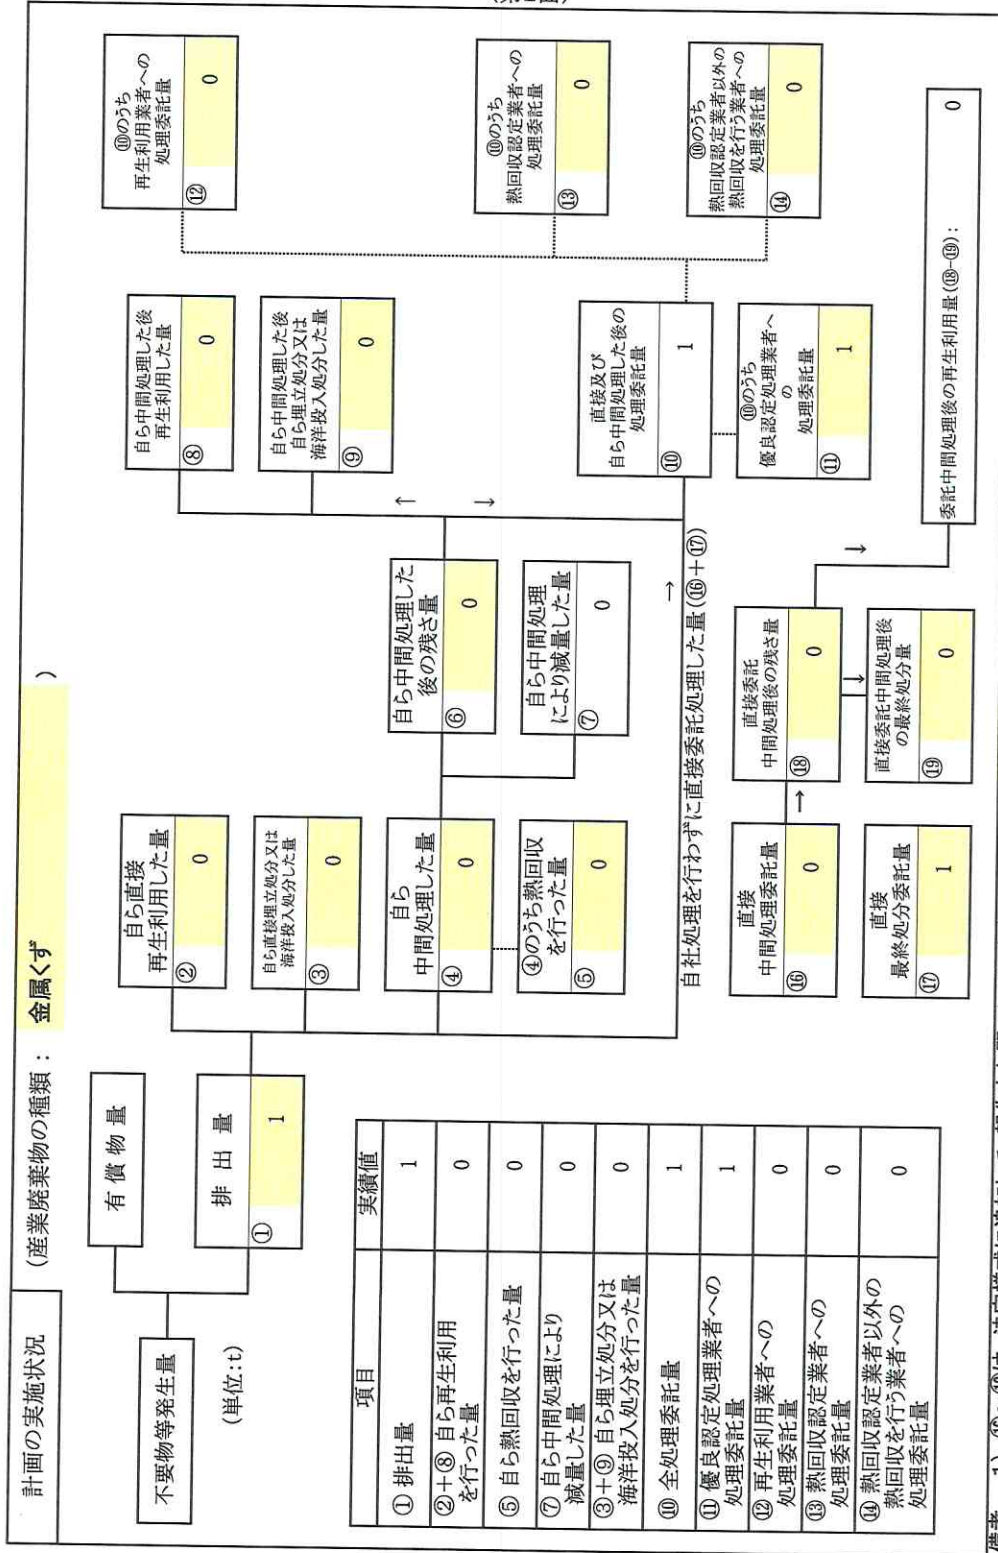 計画の実施状況
(産業廃棄物の種類： 金属くず )
不要物等発生量
(単位:t)
有 償 物 量
排 出 量
① 1
自ら直接
再生利用した量
② 0
自ら直接埋立処分又は
海洋投入処分した量
③ 0
自ら
中間処理した量
④ 0
④のうち熱回収
を行った量
⑤ 0
自ら中間処理した
後の残さ量
⑥ 0
自ら中間処理
により減量した量
⑦ 0
自ら中間処理した後
再生利用した量
⑧ 0
自ら中間処理した後
自ら埋立処分又は
海洋投入処分した量
⑨ 0
↑
↓
→
自社処理を行わずに直接委託処理した量(⑯＋⑰)
直接及び
自ら中間処理した後の
処理委託量
⑩ 1
⑩のうち
優良認定処理業者へ
の
処理委託量
⑪ 1
⑩のうち
再生利用業者への
処理委託量
⑫ 0
⑩のうち
熱回収認定業者への
処理委託量
⑬ 0
⑩のうち
熱回収認定業者以外の
熱回収を行う業者への
処理委託量
⑭ 0
直接
中間処理委託量
⑯ 0
→
直接
最終処分委託量
⑰ 1
直接委託
中間処理後の残さ量
⑱ 0
↓
直接委託中間処理後
の最終処分量
⑲ 0
↓
委託中間処理後の再生利用量(⑱-⑲)： 0
項目 実績値
① 排出量 1
②＋⑧ 自ら再生利用
を行った量 0
⑤ 自ら熱回収を行った量 0
⑦ 自ら中間処理により
減量した量 0
③＋⑨ 自ら埋立処分又は
海洋投入処分を行った量 0
⑩ 全処理委託量 1
⑪ 優良認定処理業者への
処理委託量 1
⑫ 再生利用業者への
処理委託量 0
⑬ 熱回収認定業者への
処理委託量 0
⑭ 熱回収認定業者以外の
熱回収を行う業者への
処理委託量 0